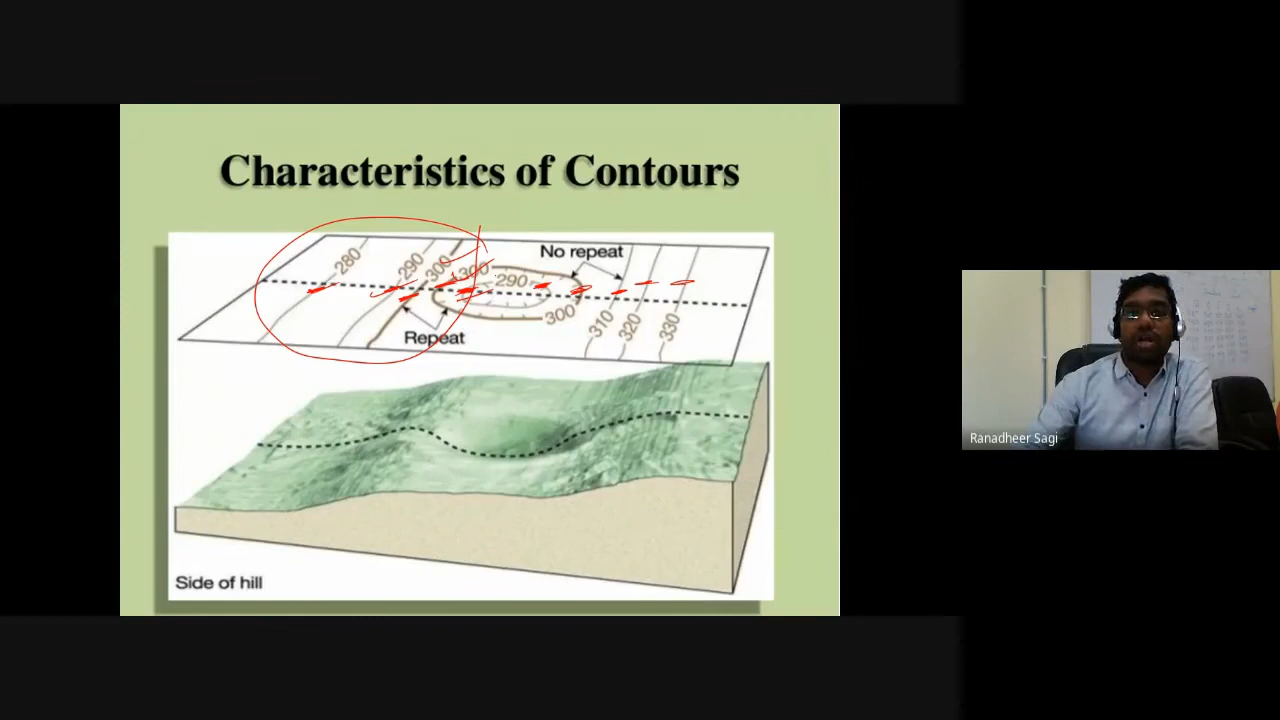 Characteristics of Contours
No repeat
280
290
300
300
290
300
310
320
330
Repeat
Side of hill
Ranadheer Sagi